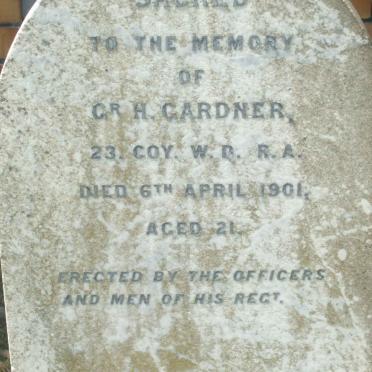 SACRED
TO THE MEMORY
OF
GR H. GARDNER,
23. COY. W.D. R.A.
DIED 6TH APRIL 1901,
AGED 21.
ERECTED BY THE OFFICERS
AND MEN OF HIS REGT.